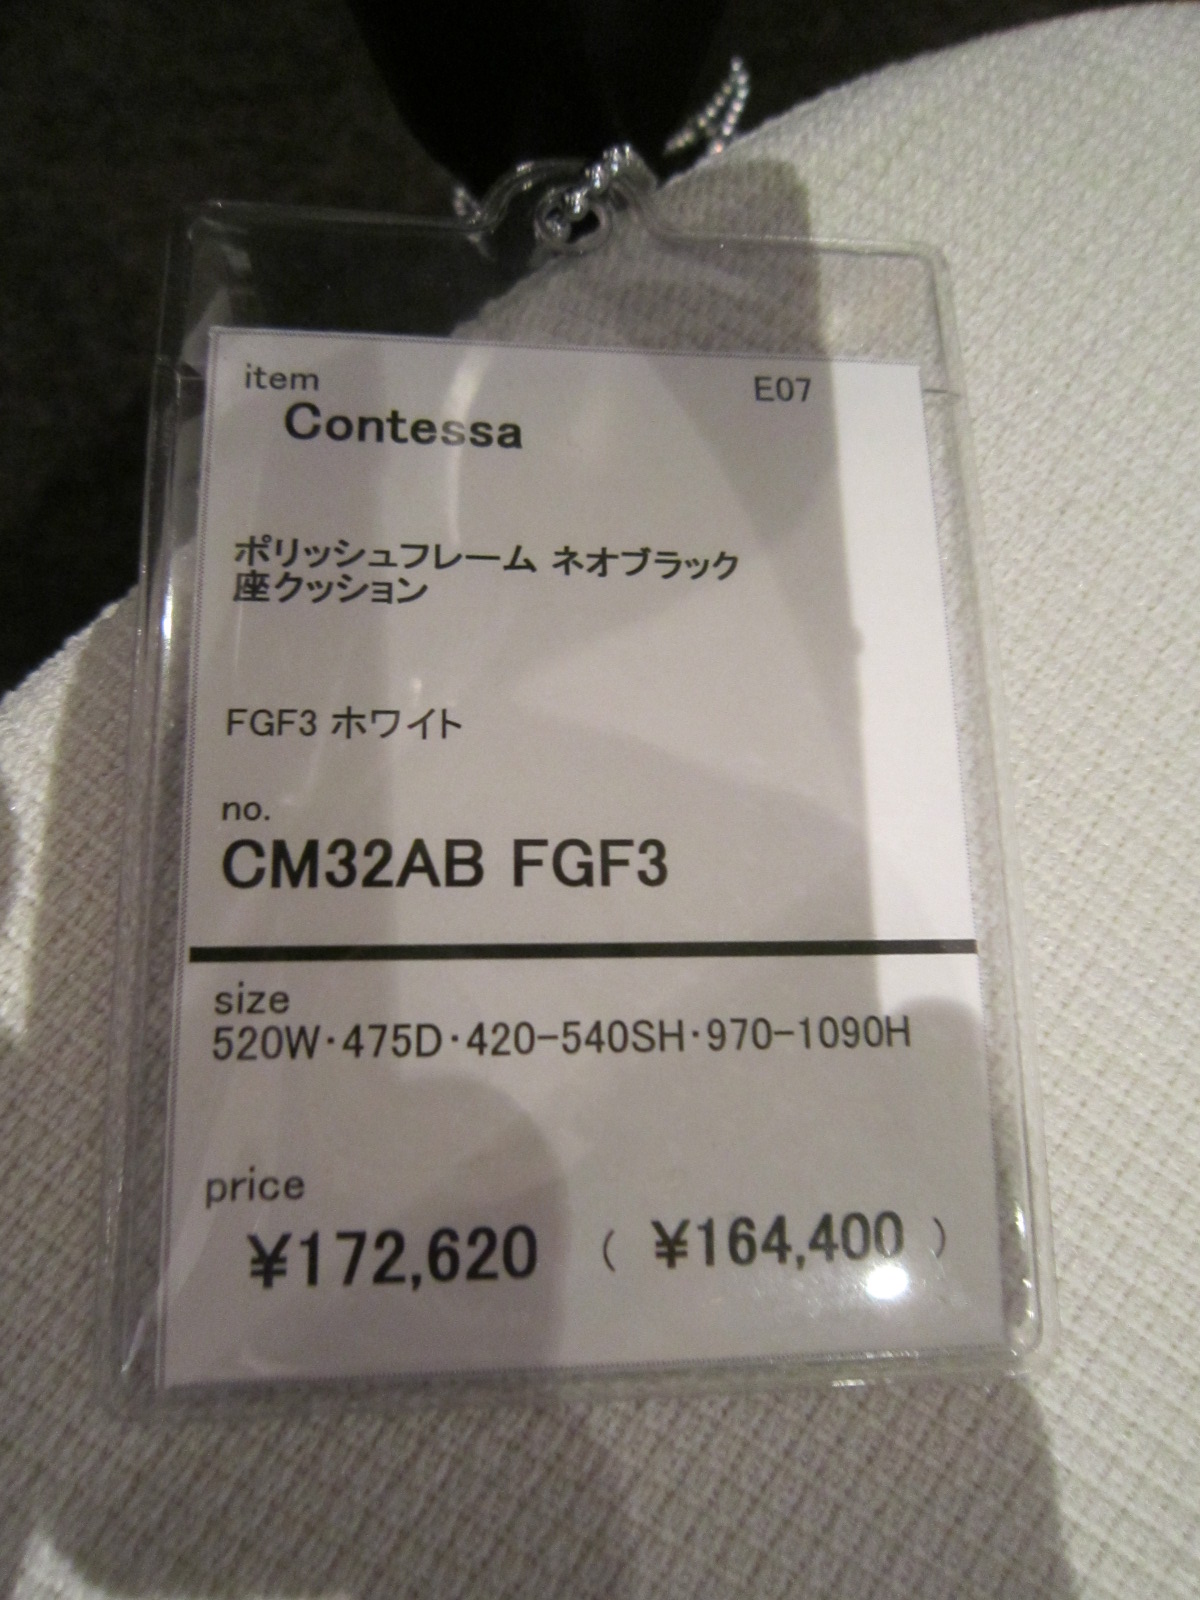 item E07
Contessa
ポリッシュフレーム ネオブラック
座クッション
FGF3 ホワイト
no.
CM32AB FGF3
size
520W·475D·420-540SH·970-1090H
price
¥172,620 ( ¥164,400 )